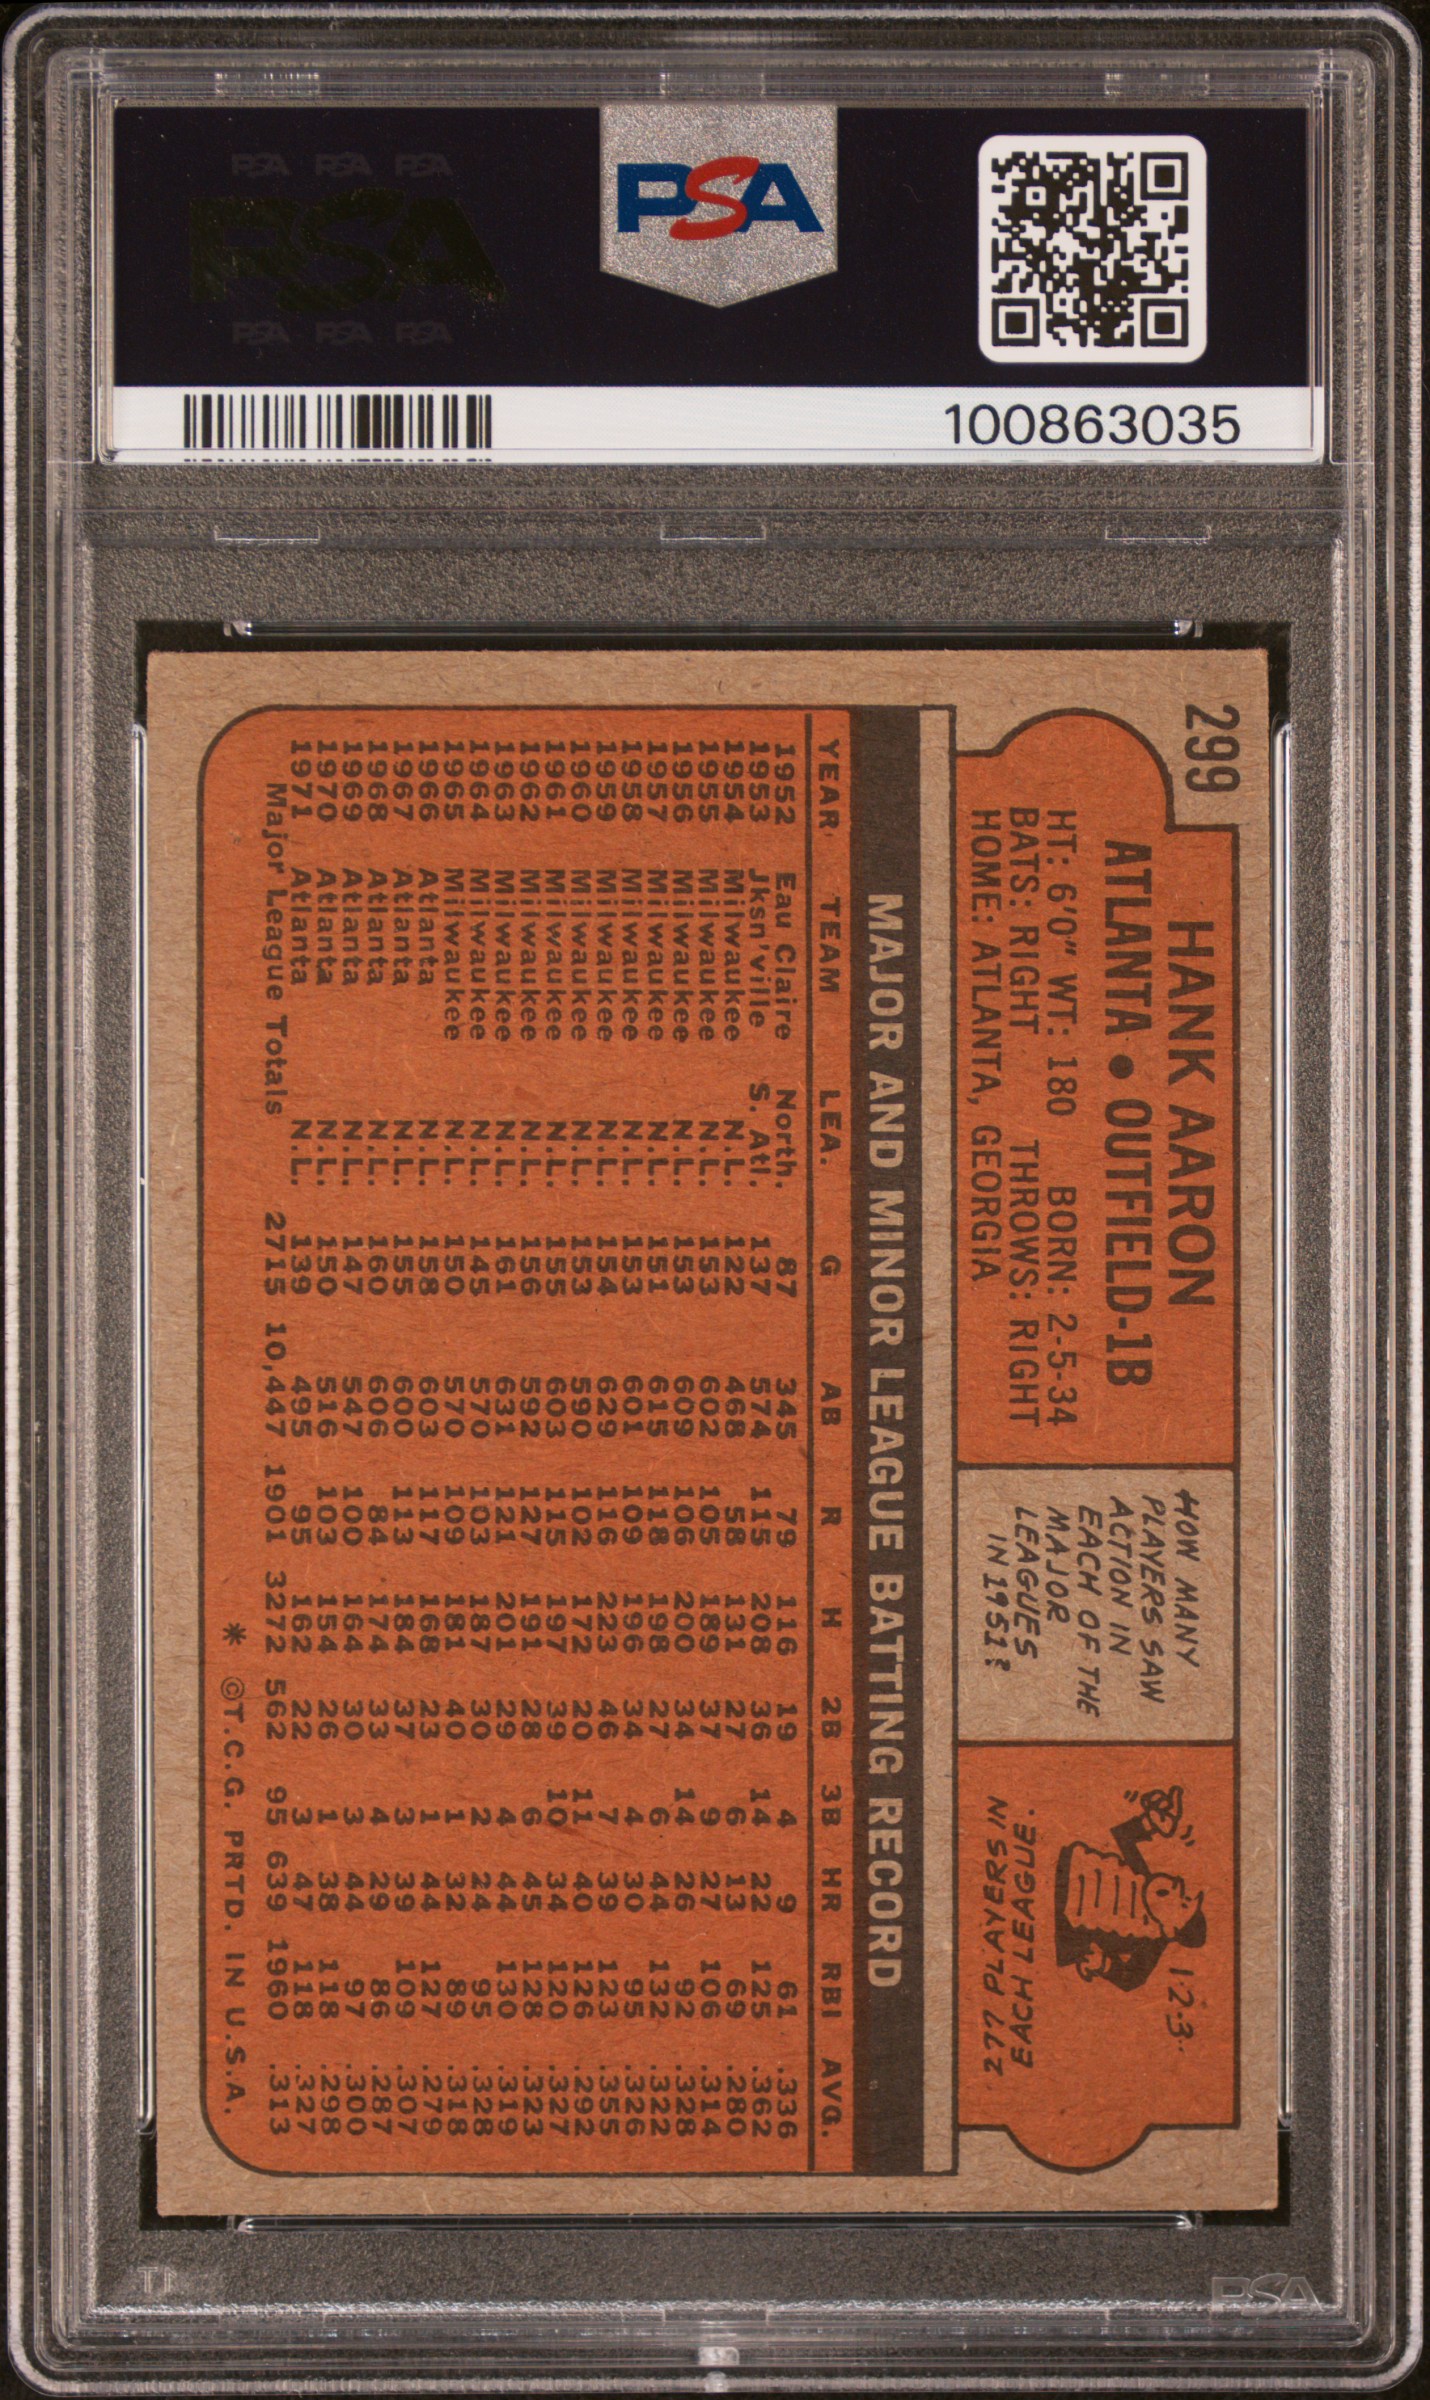 PSA PSA PSA
PSA
PSA PSA PSA
PSA
100863035
299
HANK AARON
ATLANTA • OUTFIELD-1B
HT: 6'0" WT: 180 BORN: 2-5-34
BATS: RIGHT THROWS: RIGHT
HOME: ATLANTA, GEORGIA
HOW MANY
PLAYERS SAW
ACTION IN
EACH OF THE
MAJOR
LEAGUES
IN 1951?
1-2-3..
277 PLAYERS IN
EACH LEAGUE.
MAJOR AND MINOR LEAGUE BATTING RECORD
YEAR TEAM LEA. G AB R H 2B 3B HR RBI AVG.
1952 Eau Claire North. 87 345 79 116 19 4 9 61 .336
1953 Jksn'ville S. Atl. 137 574 115 208 36 14 22 125 .362
1954 Milwaukee N.L. 122 468 58 131 27 6 13 69 .280
1955 Milwaukee N.L. 153 602 105 189 37 9 27 106 .314
1956 Milwaukee N.L. 153 609 106 200 34 14 26 92 .328
1957 Milwaukee N.L. 151 615 118 198 27 6 44 132 .322
1958 Milwaukee N.L. 153 601 109 196 34 4 30 95 .326
1959 Milwaukee N.L. 154 629 116 223 46 7 39 123 .355
1960 Milwaukee N.L. 153 590 102 172 20 11 40 126 .292
1961 Milwaukee N.L. 155 603 115 197 39 10 34 120 .327
1962 Milwaukee N.L. 156 592 127 191 28 6 45 128 .323
1963 Milwaukee N.L. 161 631 121 201 29 4 44 130 .319
1964 Milwaukee N.L. 145 570 103 187 30 2 24 95 .328
1965 Milwaukee N.L. 150 570 109 181 40 1 32 89 .318
1966 Atlanta N.L. 158 603 117 168 23 1 44 127 .279
1967 Atlanta N.L. 155 600 113 184 37 3 39 109 .307
1968 Atlanta N.L. 160 606 84 174 33 4 29 86 .287
1969 Atlanta N.L. 147 547 100 164 30 3 44 97 .300
1970 Atlanta N.L. 150 516 103 154 26 1 38 118 .298
1971 Atlanta N.L. 139 495 95 162 22 3 47 118 .327
Major League Totals 2715 10,447 1901 3272 562 95 639 1960 .313
* ©T.C.G. PRTD. IN U.S.A.
PSA